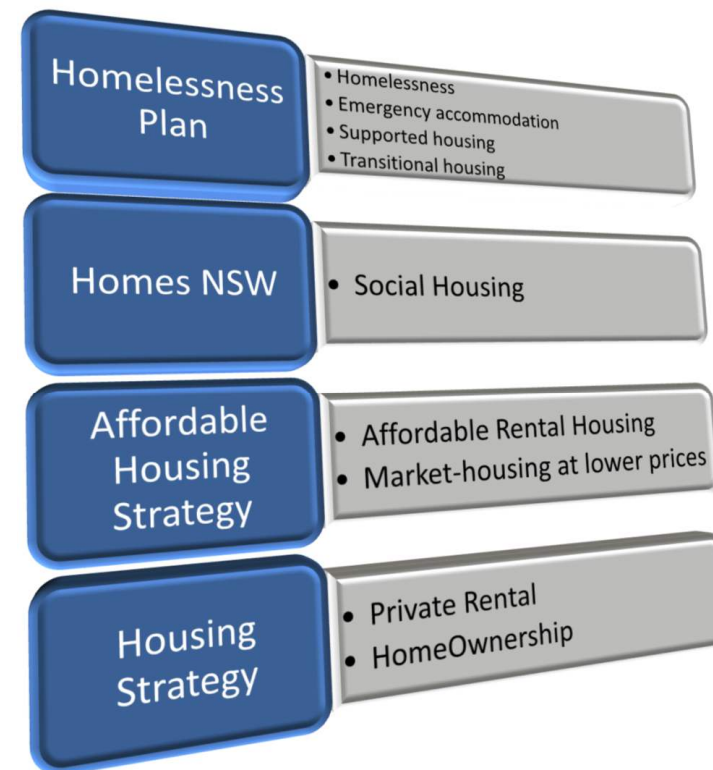 Homelessness
Plan
• Homelessness
• Emergency accommodation
• Supported housing
• Transitional housing
Homes NSW
• Social Housing
Affordable
Housing
Strategy
• Affordable Rental Housing
• Market-housing at lower prices
Housing
Strategy
• Private Rental
• HomeOwnership